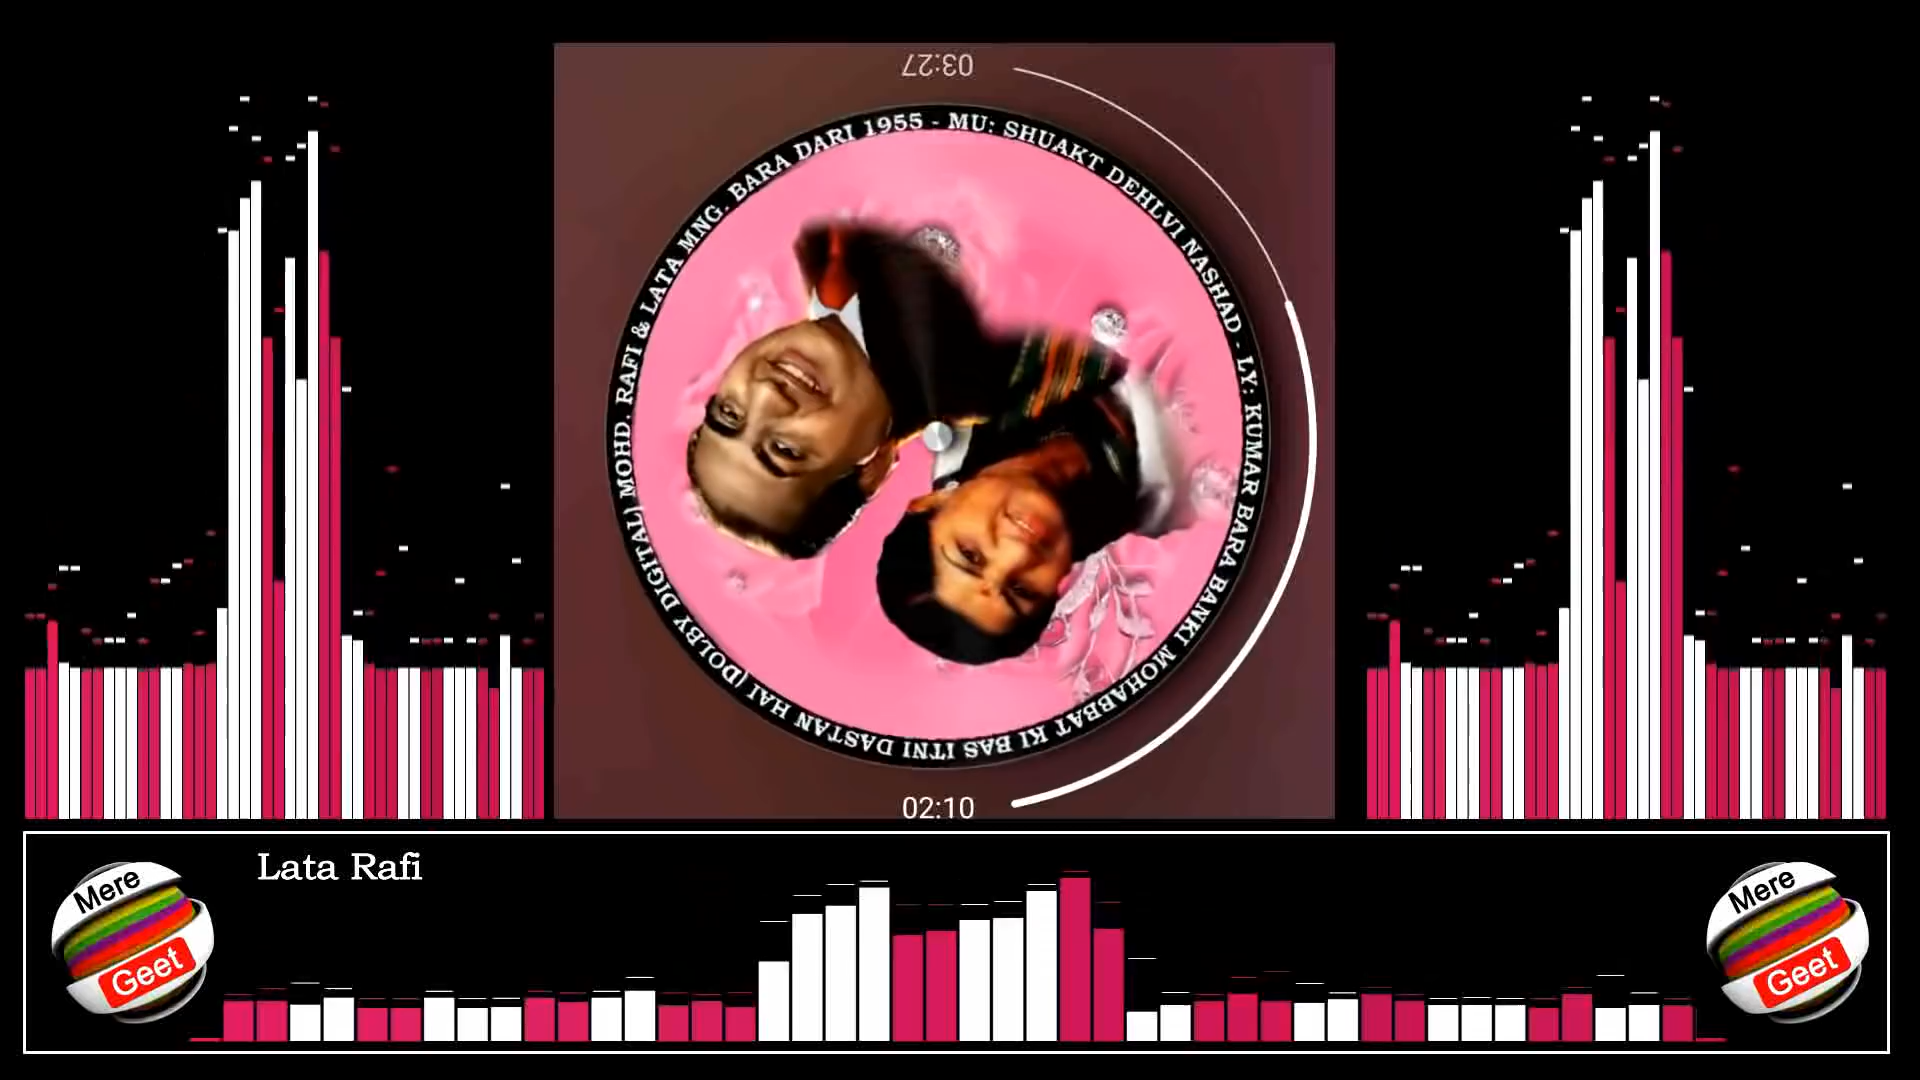 03:27
MOHD. RAFI & LATA MNG. BARA DARI 1955 - MU: SHUAKT DEHLVI NASHAD - LY: KUMAR BARA BANKI MOHABBAT KI BAS ITNI DASTAN HAI (DOLBY DIGITAL)
02:10
Lata Rafi
Mere
Geet
Mere
Geet